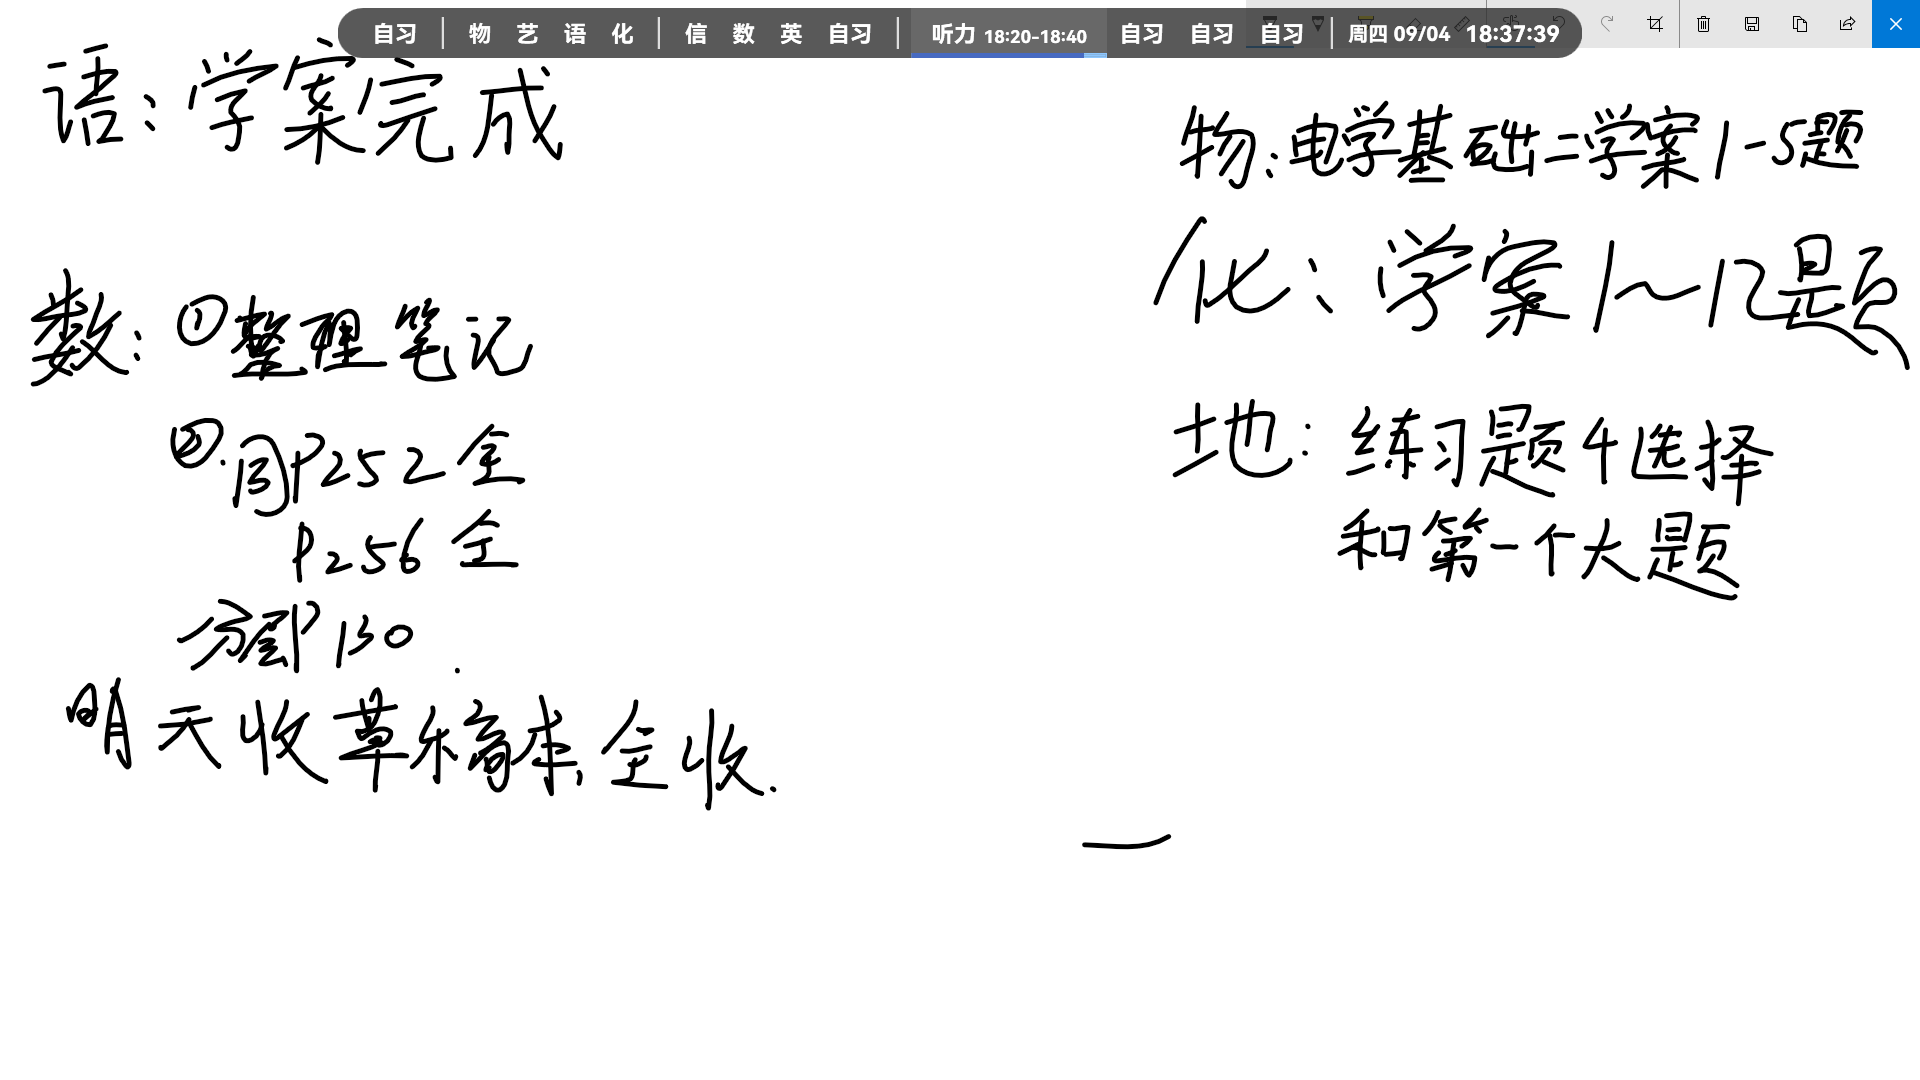 自习 | 物 艺 语 化 | 信 数 英 自习 | 听力 18:20-18:40 自习 自习 自习 | 周四 09/04 18:37:39
语：学案完成
数：①整理笔记
②.同P252全
P256全
分层P130.
明天收草稿本,全收.
物：电学基础二学案1-5题
化：学案1~12题
地：练习题4选择
和第一个大题